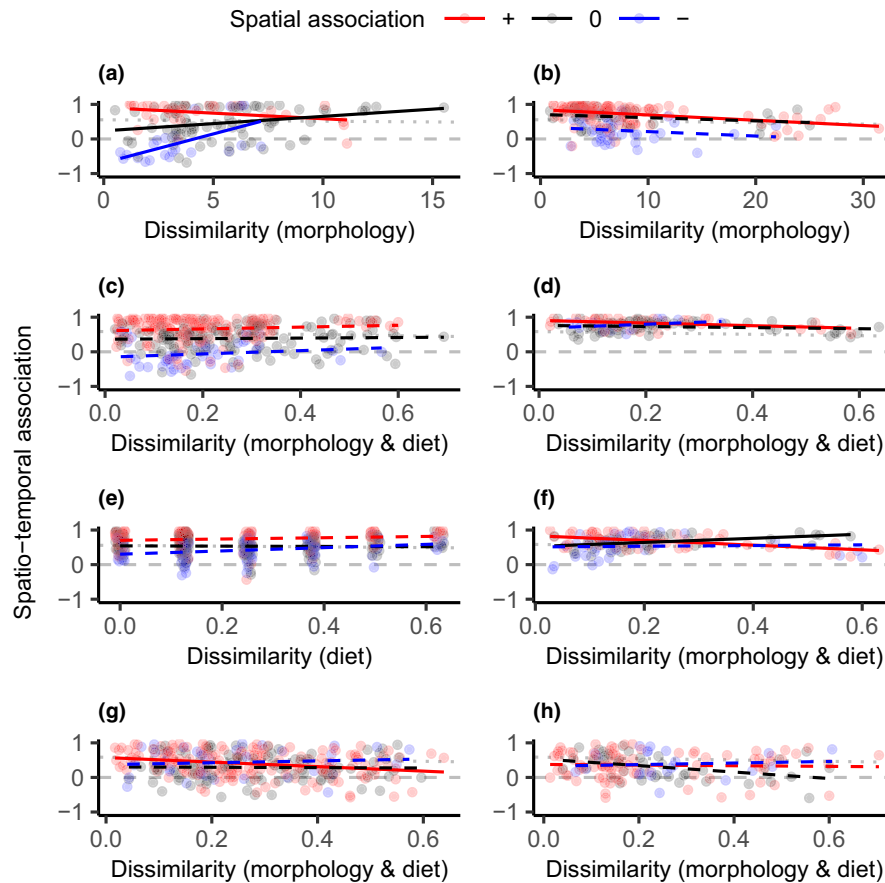 Spatial association + 0 −
(a) (b)
1 1
0 0
−1 −1
5 10 15 0 10 20 30
Dissimilarity (morphology) Dissimilarity (morphology)
(c) (d)
1 1
0 0
−1 −1
0.0 0.2 0.4 0.6 0.0 0.2 0.4 0.6
Dissimilarity (morphology & diet) Dissimilarity (morphology & diet)
Spatio−temporal association
(e) (f)
1 1
0 0
−1 −1
0.0 0.2 0.4 0.6 0.0 0.2 0.4 0.6
Dissimilarity (diet) Dissimilarity (morphology & diet)
(g) (h)
1 1
0 0
−1 −1
0.0 0.2 0.4 0.6 0.0 0.2 0.4 0.6
Dissimilarity (morphology & diet) Dissimilarity (morphology & diet)